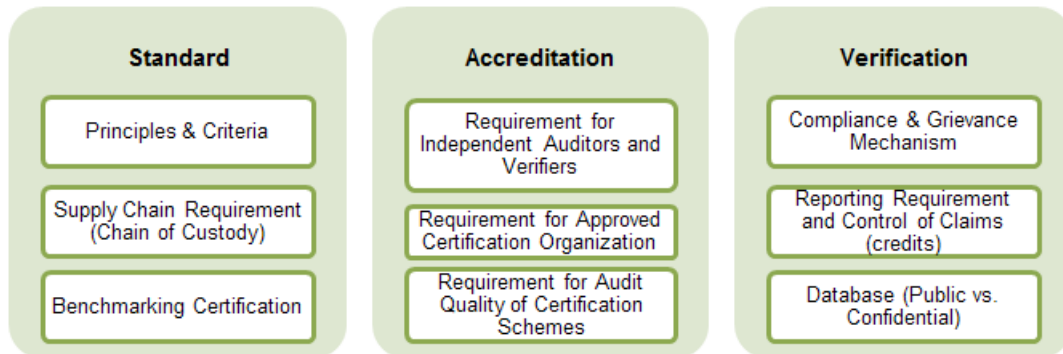 Standard
Principles & Criteria
Supply Chain Requirement
(Chain of Custody)
Benchmarking Certification
Accreditation
Requirement for
Independent Auditors and
Verifiers
Requirement for Approved
Certification Organization
Requirement for Audit
Quality of Certification
Schemes
Verification
Compliance & Grievance
Mechanism
Reporting Requirement
and Control of Claims
(credits)
Database (Public vs.
Confidential)